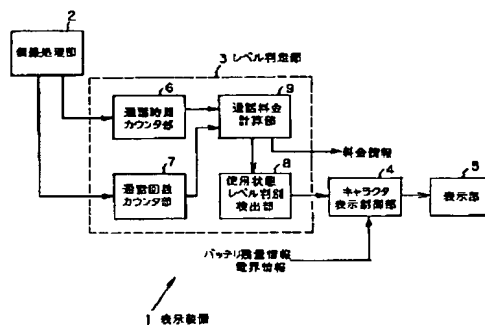 2
無線処理部
3 レベル判定部
6
通話時間
カウンタ部
9
通話料金
計算部
料金情報
7
通話回数
カウンタ部
8
使用状態
レベル判別
検出部
4
キャラクタ
表示制御部
5
表示部
バッテリ残量情報
電界情報
1 表示装置